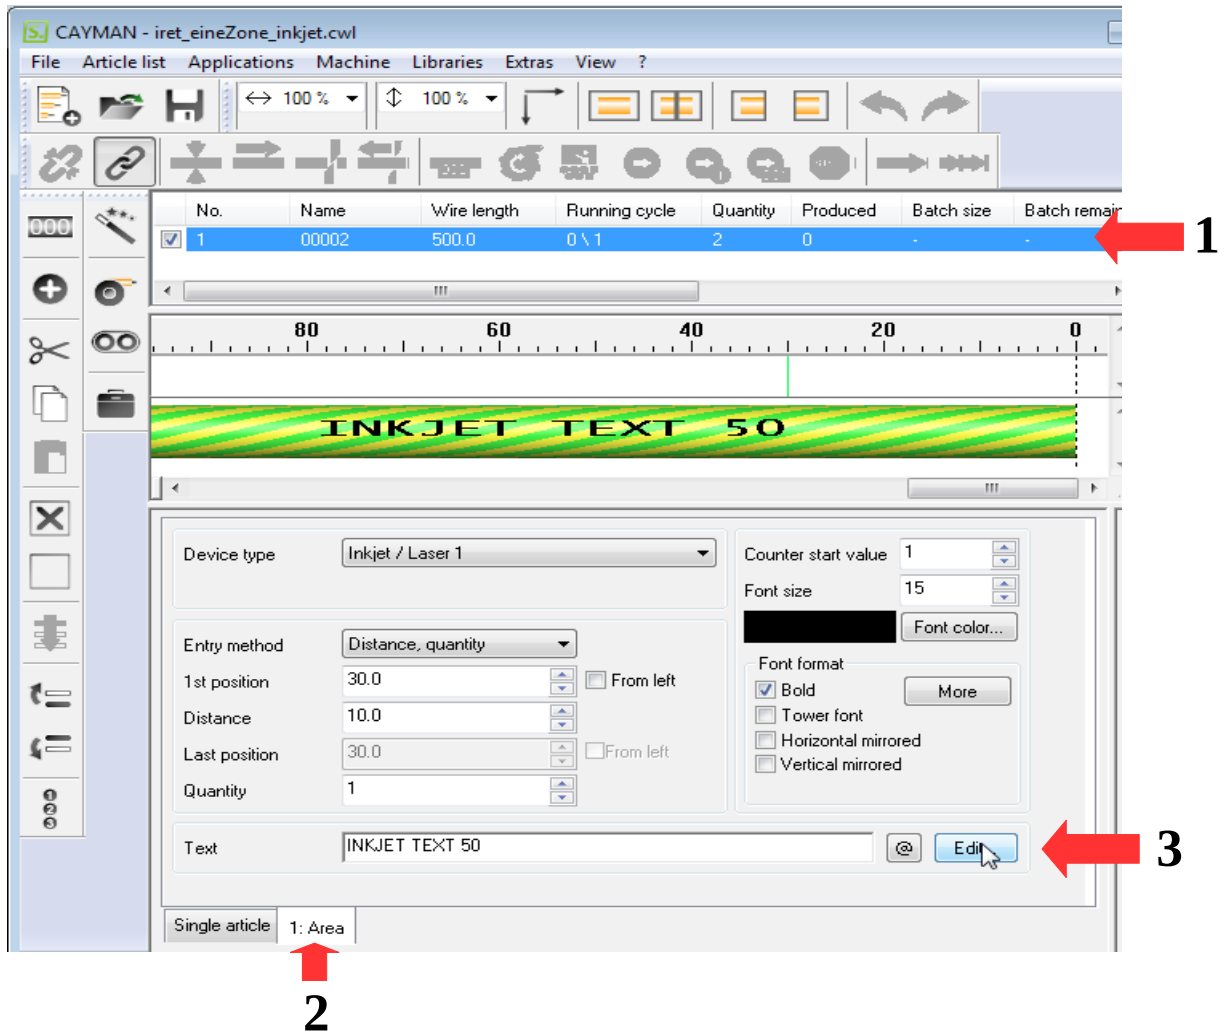 CAYMAN - iret_eineZone_inkjet.cwl
File Article list Applications Machine Libraries Extras View ?
100 % 100 %
No. Name Wire length Running cycle Quantity Produced Batch size Batch remain
1 00002 500.0 0 \ 1 2 0 - -
1
80 60 40 20 0
INKJET TEXT 50
Device type Inkjet / Laser 1
Counter start value 1
Font size 15
Font color...
Entry method Distance, quantity
1st position 30.0 From left
Distance 10.0
Last position 30.0 From left
Quantity 1
Font format
Bold More
Tower font
Horizontal mirrored
Vertical mirrored
Text INKJET TEXT 50 @
3
Single article 1: Area
2